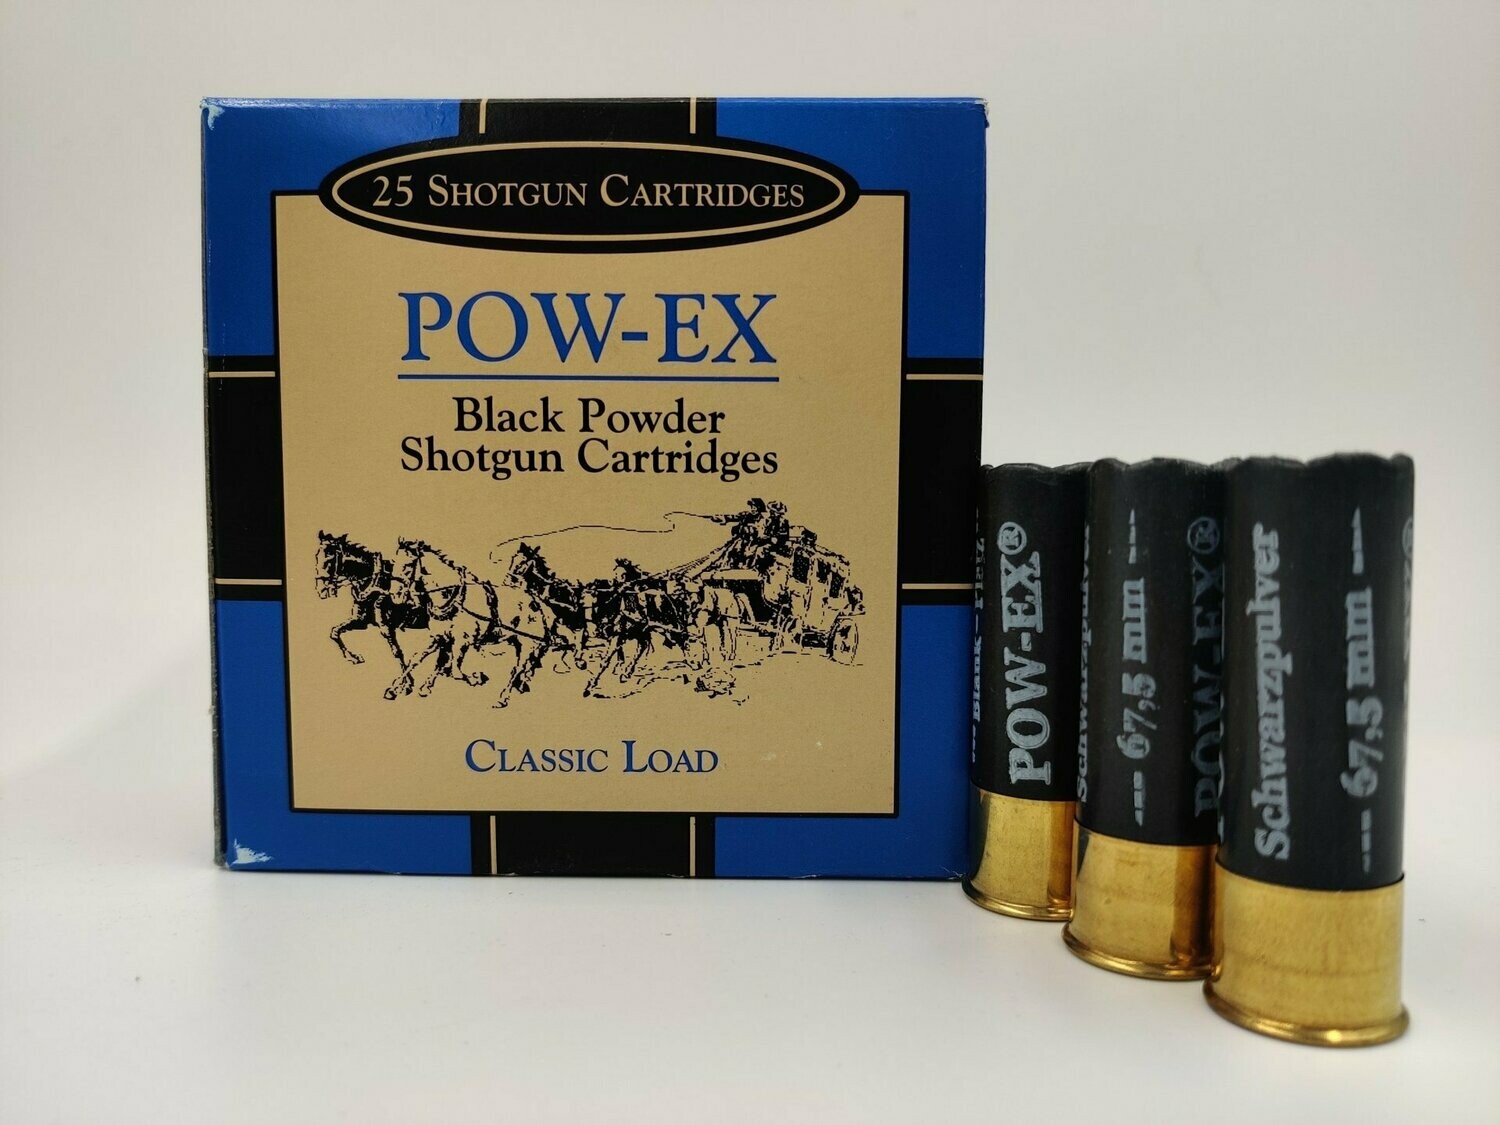 25 SHOTGUN CARTRIDGES
POW-EX
Black Powder
Shotgun Cartridges
CLASSIC LOAD
POW-EX®
Schwarzpulver
67,5 mm
POW-EX®
Schwarzpulver
67,5 mm